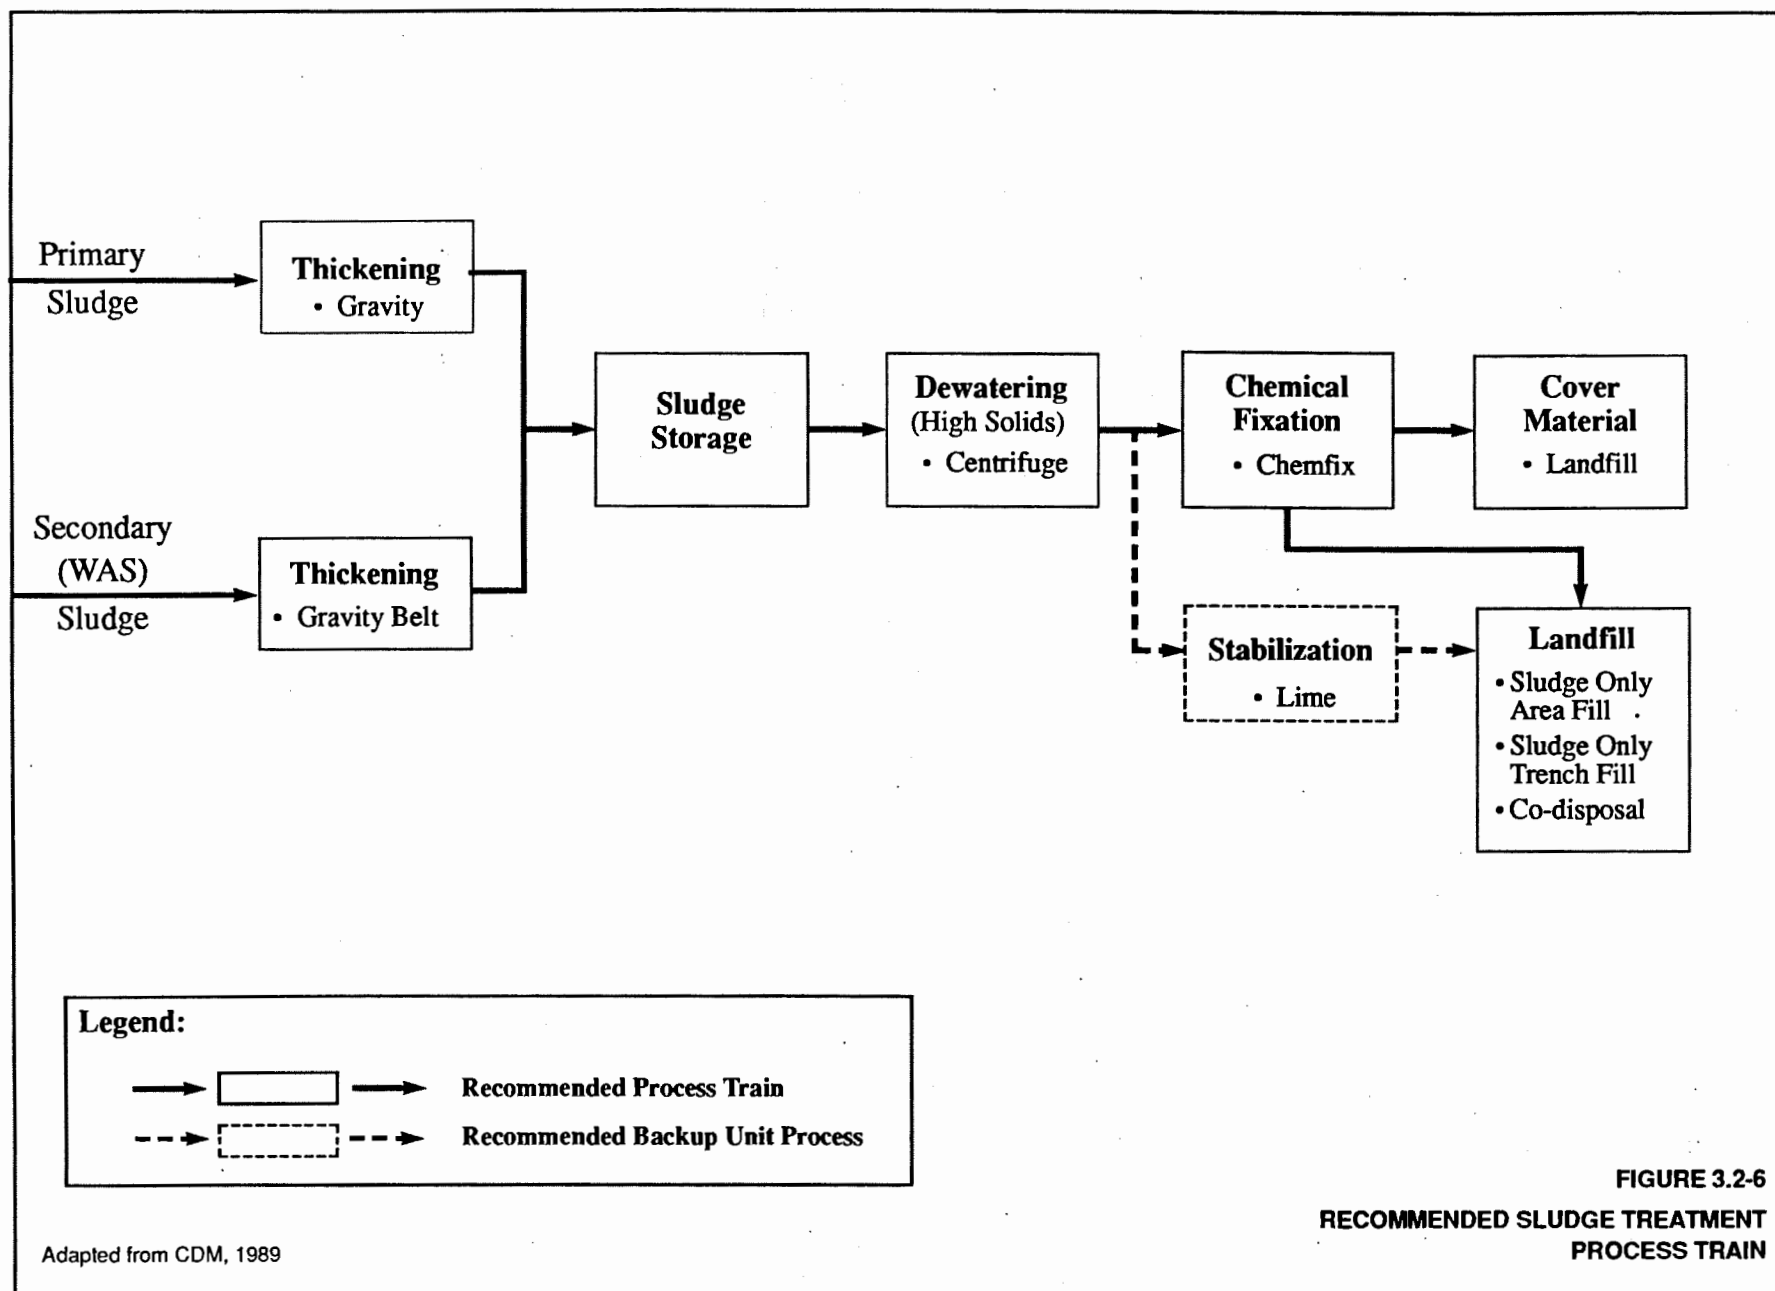 Primary
Sludge
Thickening
• Gravity
Secondary
(WAS)
Sludge
Thickening
• Gravity Belt
Sludge
Storage
Dewatering
(High Solids)
• Centrifuge
Chemical
Fixation
• Chemfix
Cover
Material
• Landfill
Stabilization
• Lime
Landfill
• Sludge Only
Area Fill
• Sludge Only
Trench Fill
• Co-disposal
Legend:
Recommended Process Train
Recommended Backup Unit Process
FIGURE 3.2-6
RECOMMENDED SLUDGE TREATMENT
PROCESS TRAIN
Adapted from CDM, 1989